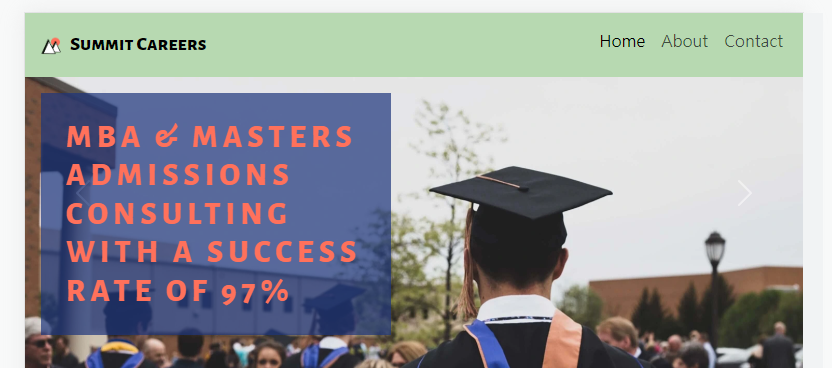 Summit Careers
Home About Contact
MBA & MASTERS
ADMISSIONS
CONSULTING
WITH A SUCCESS
RATE OF 97%